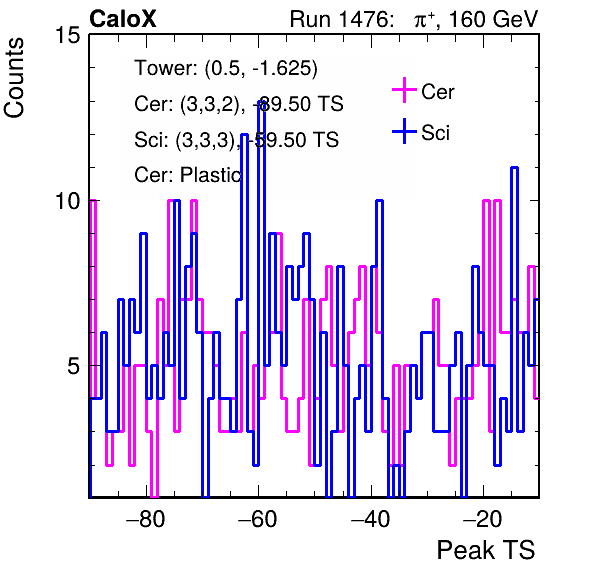 CaloX Run 1476: π⁺, 160 GeV
Counts
Tower: (0.5, -1.625)
Cer: (3,3,2), -89.50 TS
Sci: (3,3,3), -59.50 TS
Cer: Plastic
Cer
Sci
15
10
5
−80 −60 −40 −20
Peak TS